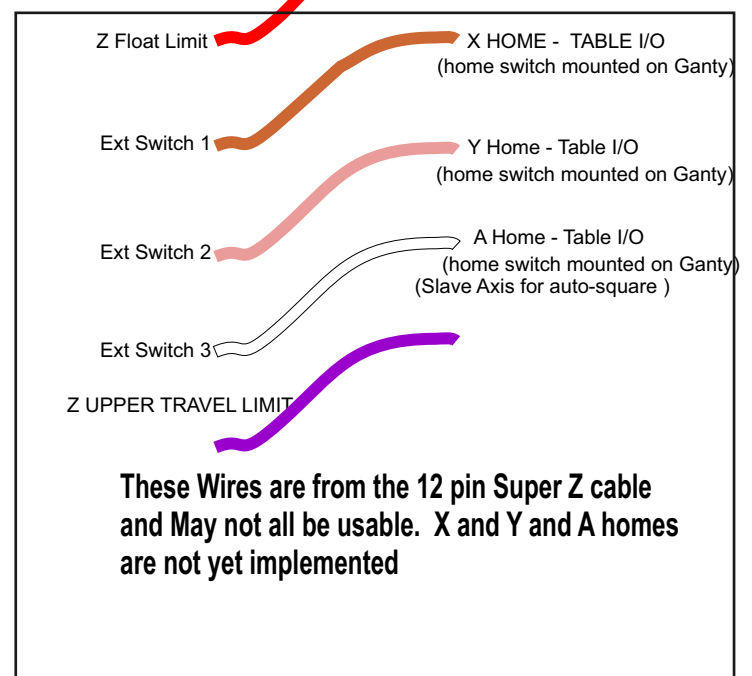 Z Float Limit
X HOME - TABLE I/O
(home switch mounted on Ganty)
Ext Switch 1
Y Home - Table I/O
(home switch mounted on Ganty)
Ext Switch 2
A Home - Table I/O
(home switch mounted on Ganty)
(Slave Axis for auto-square )
Ext Switch 3
Z UPPER TRAVEL LIMIT
These Wires are from the 12 pin Super Z cable
and May not all be usable. X and Y and A homes
are not yet implemented